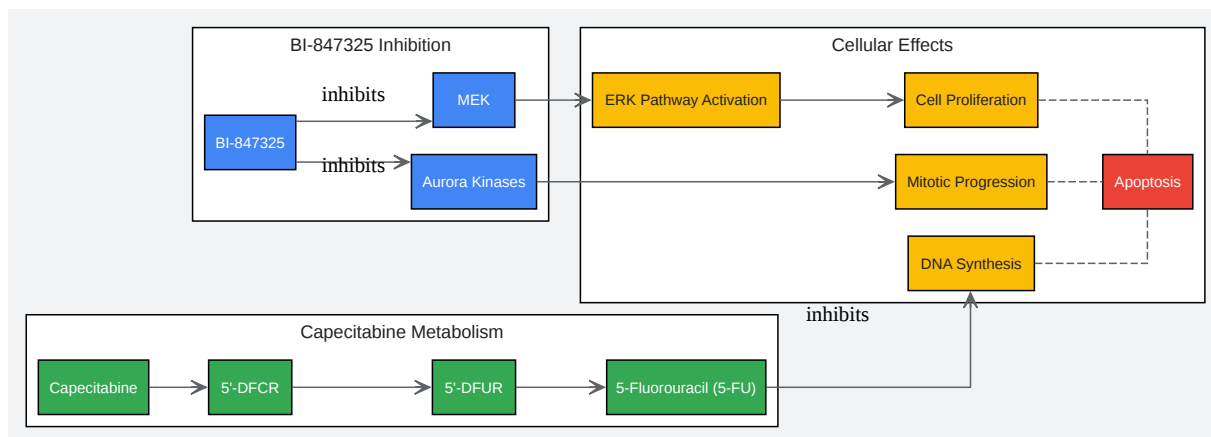 BI-847325 Inhibition
Cellular Effects
inhibits
MEK
ERK Pathway Activation
Cell Proliferation
BI-847325
inhibits
Aurora Kinases
Mitotic Progression
Apoptosis
DNA Synthesis
inhibits
Capecitabine Metabolism
Capecitabine
5'-DFCR
5'-DFUR
5-Fluorouracil (5-FU)